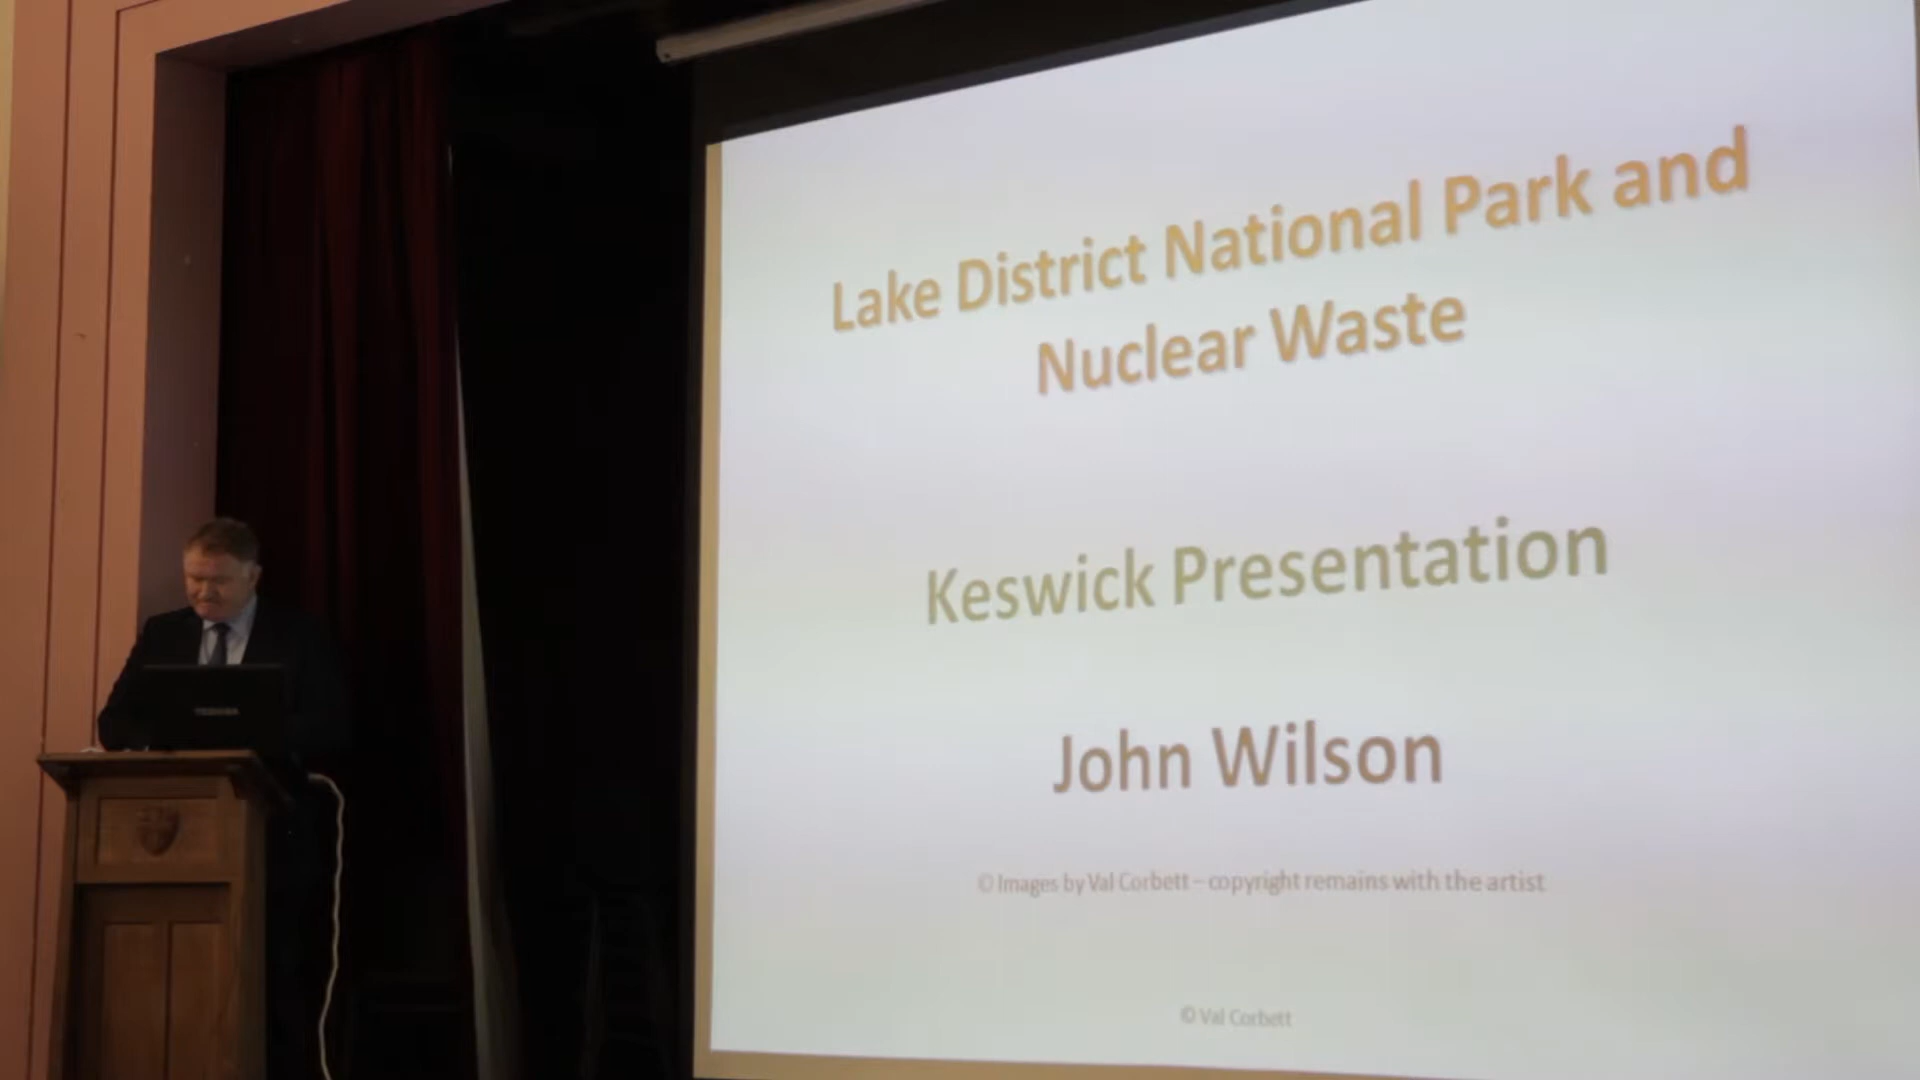 Lake District National Park and
Nuclear Waste
Keswick Presentation
John Wilson
© Images by Val Corbett – copyright remains with the artist
© Val Corbett
TOSHIBA